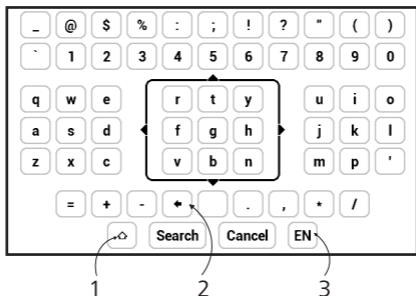 _ @ $ % : ; ! ? " ( )
` 1 2 3 4 5 6 7 8 9 0
q w e r t y u i o
a s d f g h j k l
z x c v b n m p '
= + - . , * /
Search Cancel EN
1 2 3